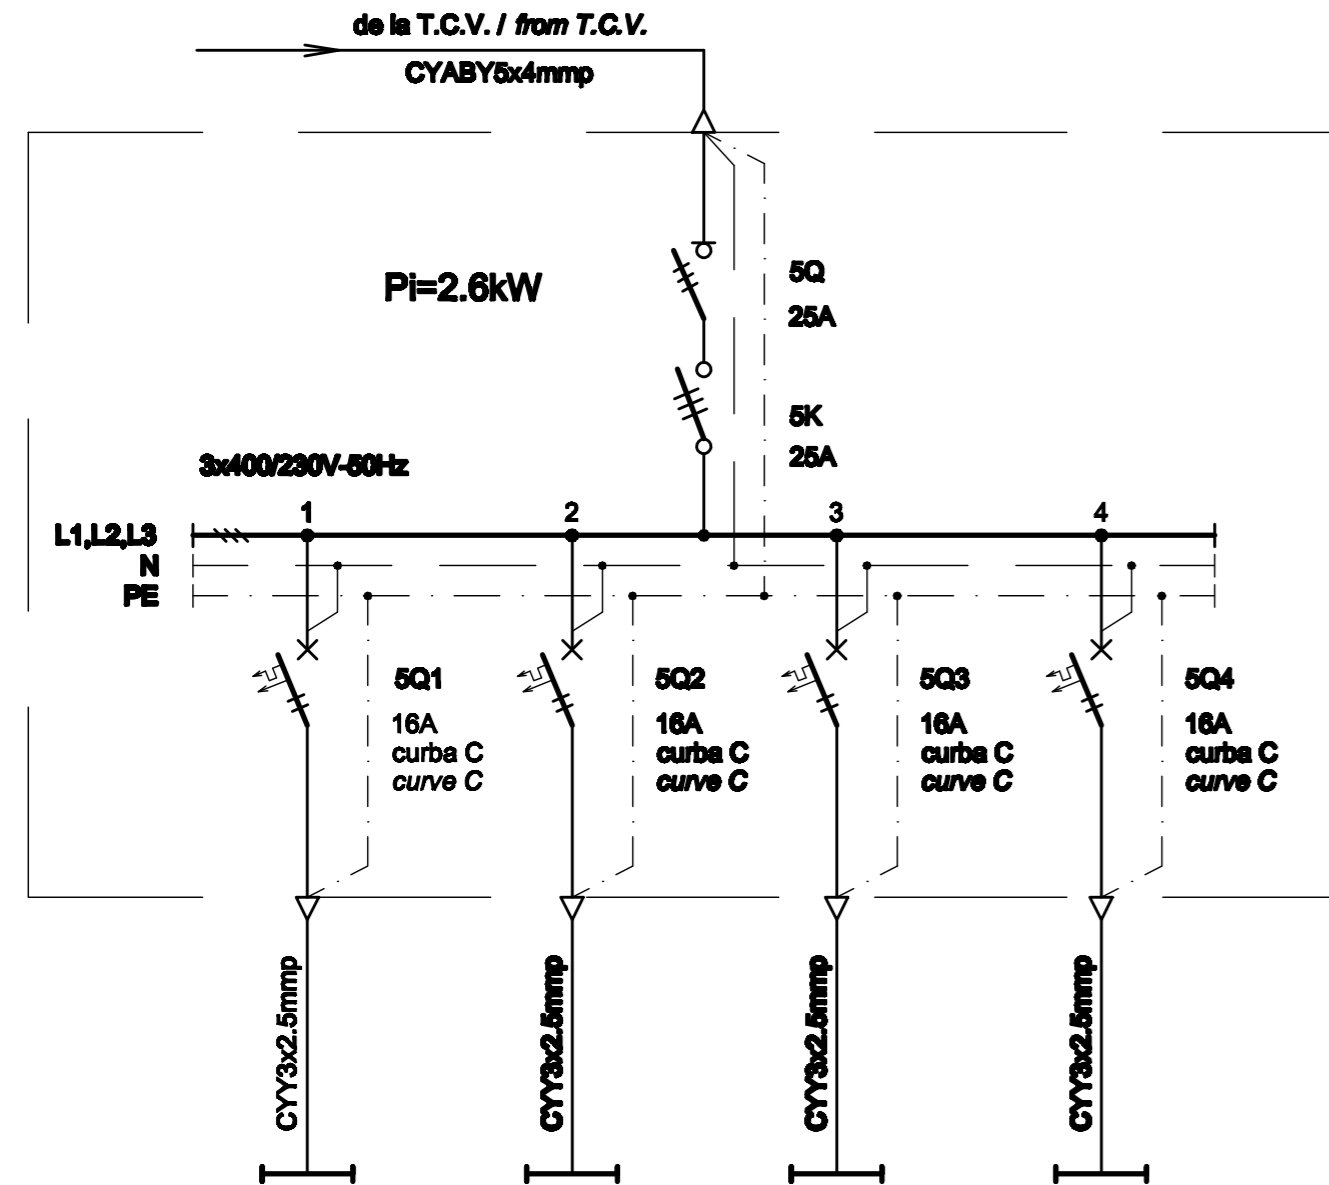 de la T.C.V. / from T.C.V.
CYABY5x4mmp
Pi=2.6kW
5Q
25A
5K
25A
3x400/230V-50Hz
1
2
3
4
L1,L2,L3
N
PE
5Q1
16A
curba C
curve C
5Q2
16A
curba C
curve C
5Q3
16A
curba C
curve C
5Q4
16A
curba C
curve C
CYY3x2.5mmp
CYY3x2.5mmp
CYY3x2.5mmp
CYY3x2.5mmp